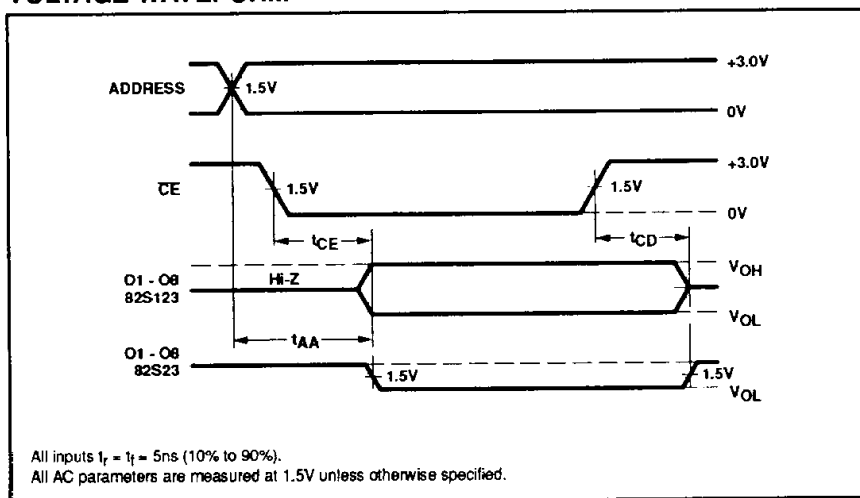 ADDRESS
1.5V
+3.0V
0V
CE
1.5V
1.5V
+3.0V
0V
tCE
tCD
O1 - O8
82S123
Hi-Z
VOH
VOL
tAA
O1 - O8
82S23
1.5V
1.5V
VOL
All inputs tr = tf = 5ns (10% to 90%).
All AC parameters are measured at 1.5V unless otherwise specified.